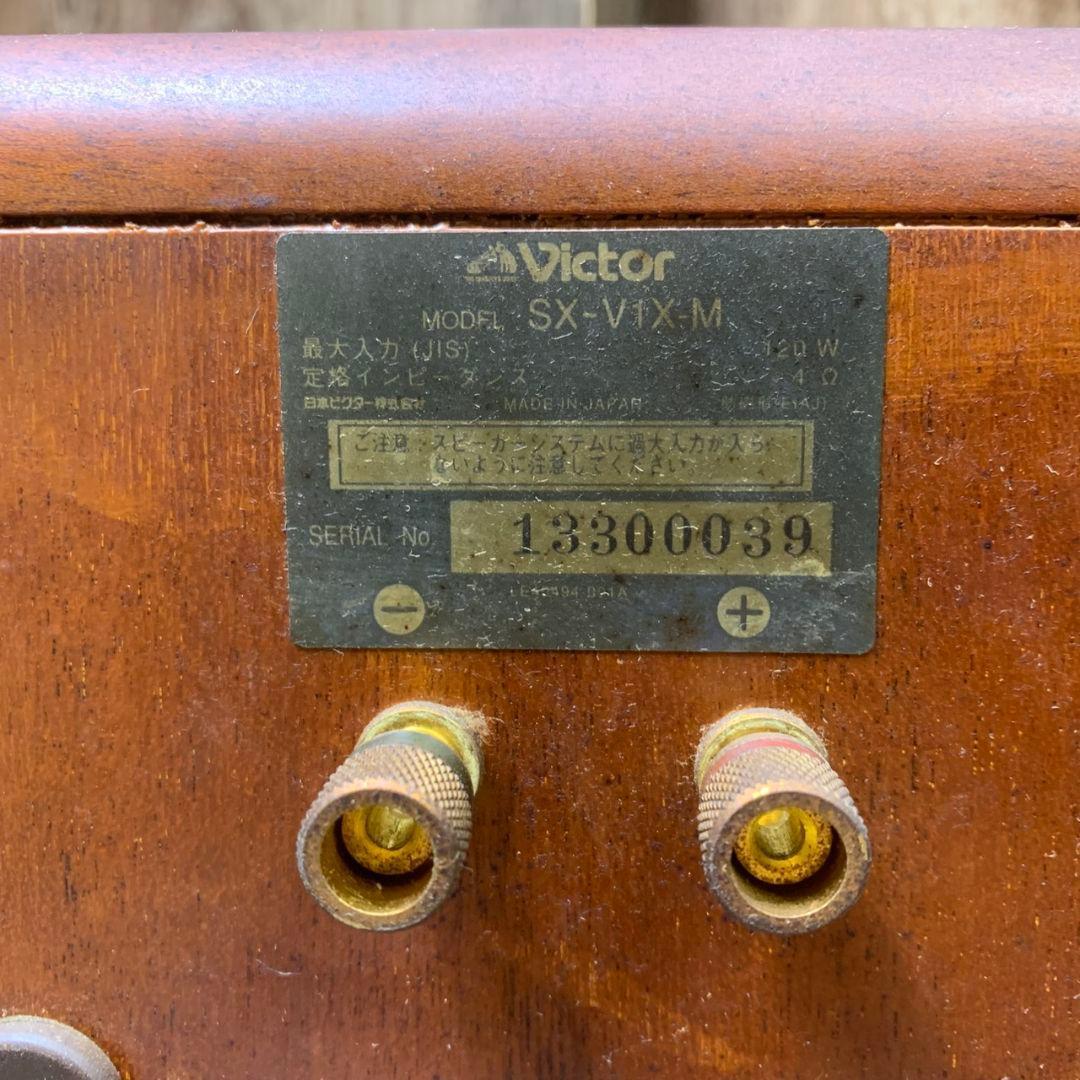 Victor
MODEL SX-V1X-M
最大入力(JIS) 120 W
定格インピーダンス 4 Ω
日本ビクター株式会社 MADE IN JAPAN
ご注意:スピーカーシステムに過大入力が入ら
ないように注意してください
SERIAL No 13300039
− +